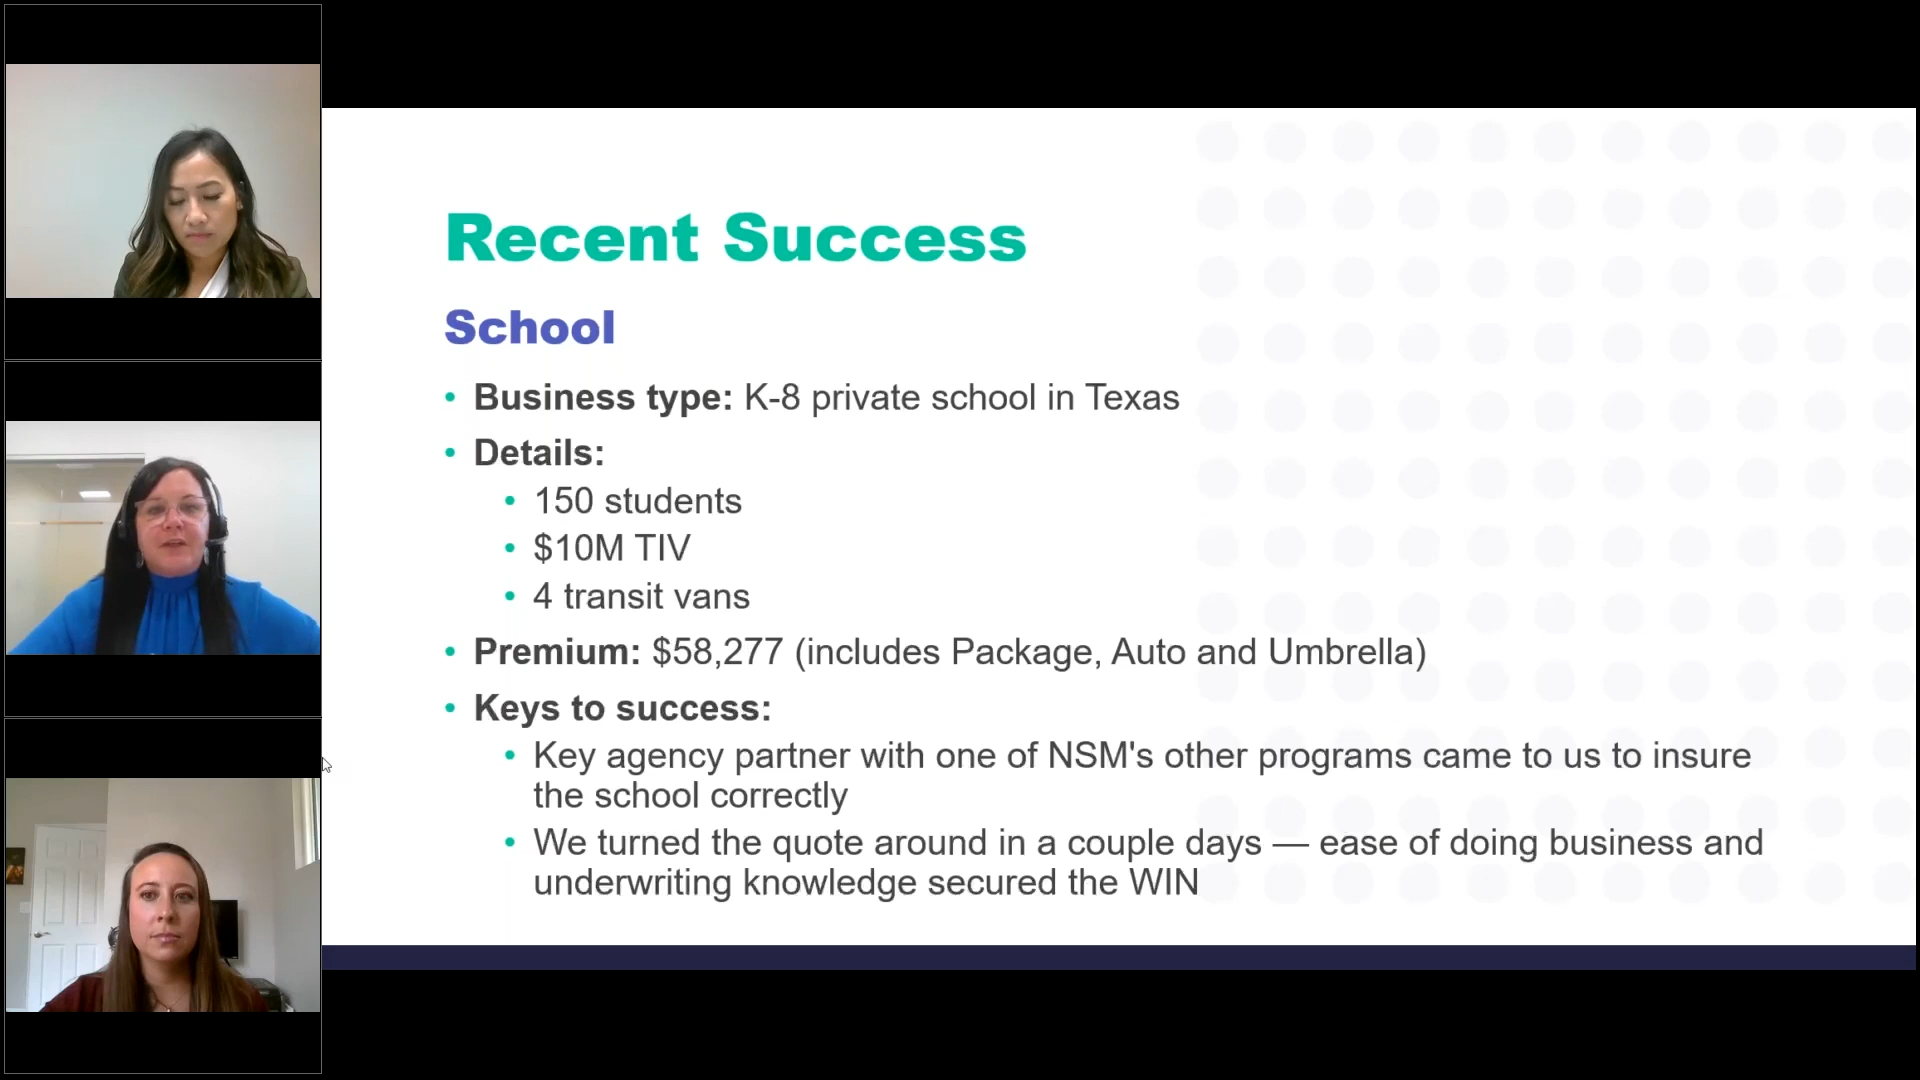 Recent Success
School
• Business type: K-8 private school in Texas
• Details:
• 150 students
• $10M TIV
• 4 transit vans
• Premium: $58,277 (includes Package, Auto and Umbrella)
• Keys to success:
• Key agency partner with one of NSM's other programs came to us to insure
the school correctly
• We turned the quote around in a couple days — ease of doing business and
underwriting knowledge secured the WIN